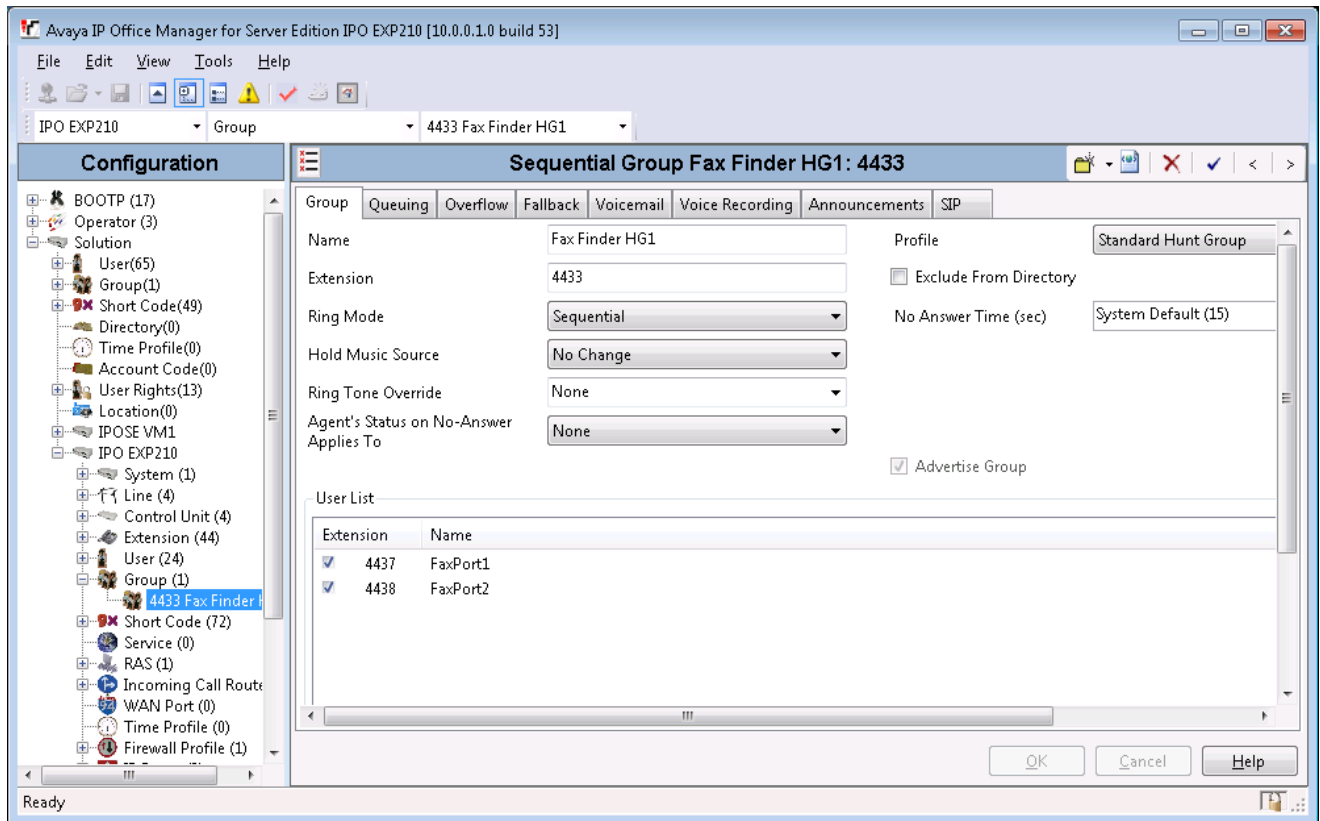 Avaya IP Office Manager for Server Edition IPO EXP210 [10.0.0.1.0 build 53]
File Edit View Tools Help
IPO EXP210 Group 4433 Fax Finder HG1
Configuration
BOOTP (17)
Operator (3)
Solution
User(65)
Group(1)
Short Code(49)
Directory(0)
Time Profile(0)
Account Code(0)
User Rights(13)
Location(0)
IPOSE VM1
IPO EXP210
System (1)
Line (4)
Control Unit (4)
Extension (44)
User (24)
Group (1)
4433 Fax Finder H
Short Code (72)
Service (0)
RAS (1)
Incoming Call Route
WAN Port (0)
Time Profile (0)
Firewall Profile (1)
Sequential Group Fax Finder HG1: 4433
Group Queuing Overflow Fallback Voicemail Voice Recording Announcements SIP
Name Fax Finder HG1 Profile Standard Hunt Group
Extension 4433 Exclude From Directory
Ring Mode Sequential No Answer Time (sec) System Default (15)
Hold Music Source No Change
Ring Tone Override None
Agent's Status on No-Answer
Applies To None
Advertise Group
User List
Extension Name
4437 FaxPort1
4438 FaxPort2
OK Cancel Help
Ready